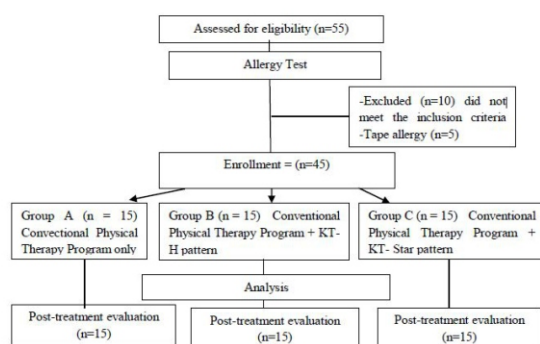 Assessed for eligibility (n=55)
Allergy Test
-Excluded (n=10) did not
meet the inclusion criteria
-Tape allergy (n=5)
Enrollment = (n=45)
Group A (n = 15)
Convectional Physical
Therapy Program only
Group B (n = 15) Conventional
Physical Therapy Program + KT-
H pattern
Group C (n = 15) Conventional
Physical Therapy Program +
KT- Star pattern
Analysis
Post-treatment evaluation
(n=15)
Post-treatment evaluation
(n=15)
Post-treatment evaluation
(n=15)